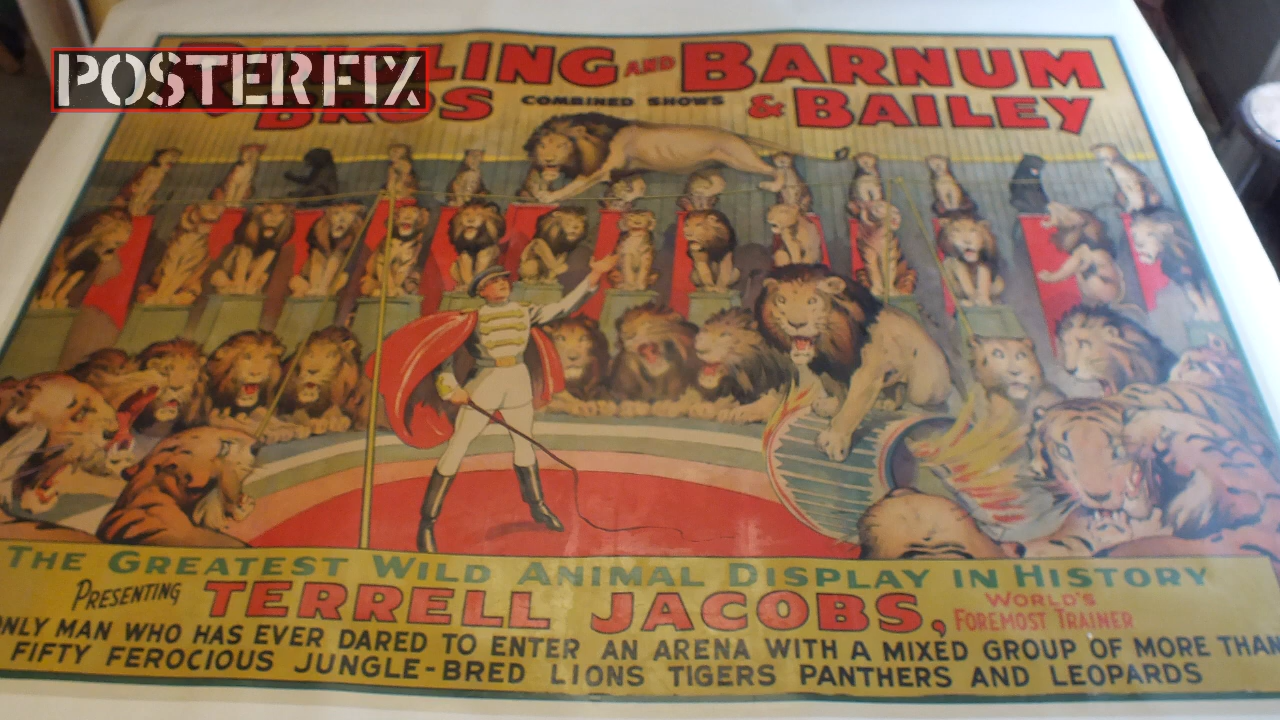 POSTERFIX
LING AND BARNUM
BROS COMBINED SHOWS & BAILEY
THE GREATEST WILD ANIMAL DISPLAY IN HISTORY
PRESENTING TERRELL JACOBS, WORLD'S FOREMOST TRAINER
ONLY MAN WHO HAS EVER DARED TO ENTER AN ARENA WITH A MIXED GROUP OF MORE THAN
FIFTY FEROCIOUS JUNGLE-BRED LIONS TIGERS PANTHERS AND LEOPARDS